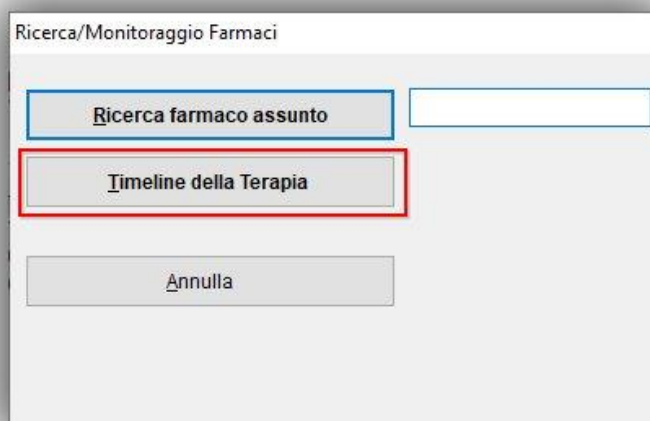 Ricerca/Monitoraggio Farmaci
Ricerca farmaco assunto
Timeline della Terapia
Annulla